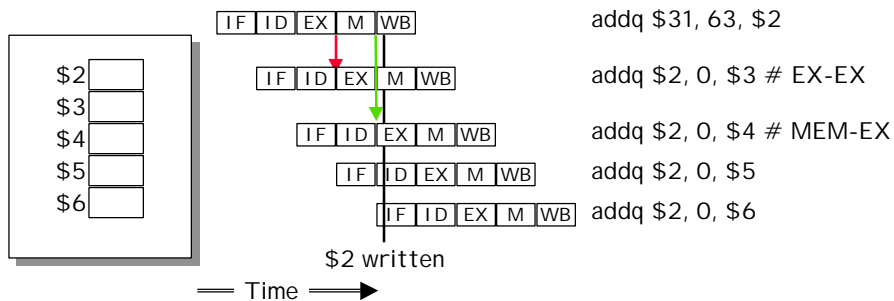 IF ID EX M WB addq $31, 63, $2
$2 IF ID EX M WB addq $2, 0, $3 # EX-EX
$3
$4 IF ID EX M WB addq $2, 0, $4 # MEM-EX
$5 IF ID EX M WB addq $2, 0, $5
$6 IF ID EX M WB addq $2, 0, $6
$2 written
Time